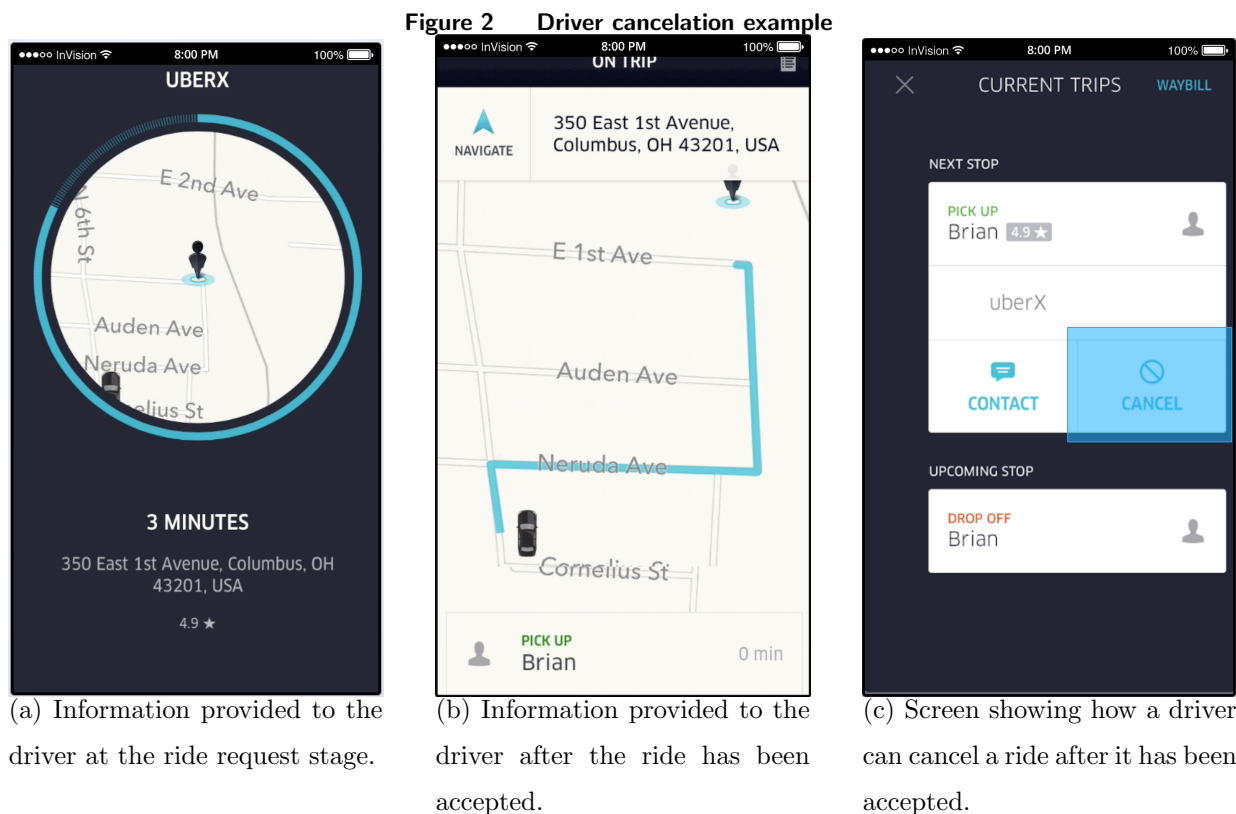 Figure 2 Driver cancelation example
●●●○○ InVision 8:00 PM 100%
UBERX
E 2nd Ave
N 6th St
Auden Ave
Neruda Ave
elius St
3 MINUTES
350 East 1st Avenue, Columbus, OH
43201, USA
4.9 ★
(a) Information provided to the
driver at the ride request stage.
●●●○○ InVision 8:00 PM 100%
ON TRIP
NAVIGATE
350 East 1st Avenue,
Columbus, OH 43201, USA
E 1st Ave
Auden Ave
Neruda Ave
Cornelius St
PICK UP
Brian
0 min
(b) Information provided to the
driver after the ride has been
accepted.
●●●○○ InVision 8:00 PM 100%
CURRENT TRIPS WAYBILL
NEXT STOP
PICK UP
Brian 4.9 ★
uberX
CONTACT CANCEL
UPCOMING STOP
DROP OFF
Brian
(c) Screen showing how a driver
can cancel a ride after it has been
accepted.